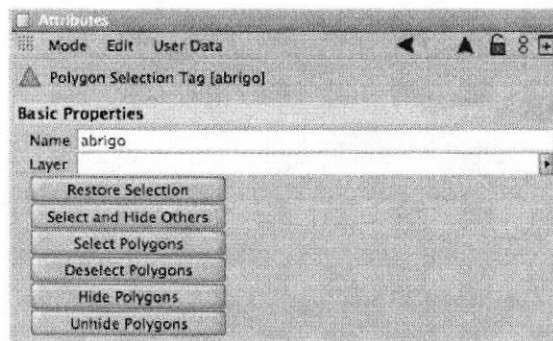 Attributes
Mode Edit User Data
Polygon Selection Tag [abrigo]
Basic Properties
Name abrigo
Layer
Restore Selection
Select and Hide Others
Select Polygons
Deselect Polygons
Hide Polygons
Unhide Polygons